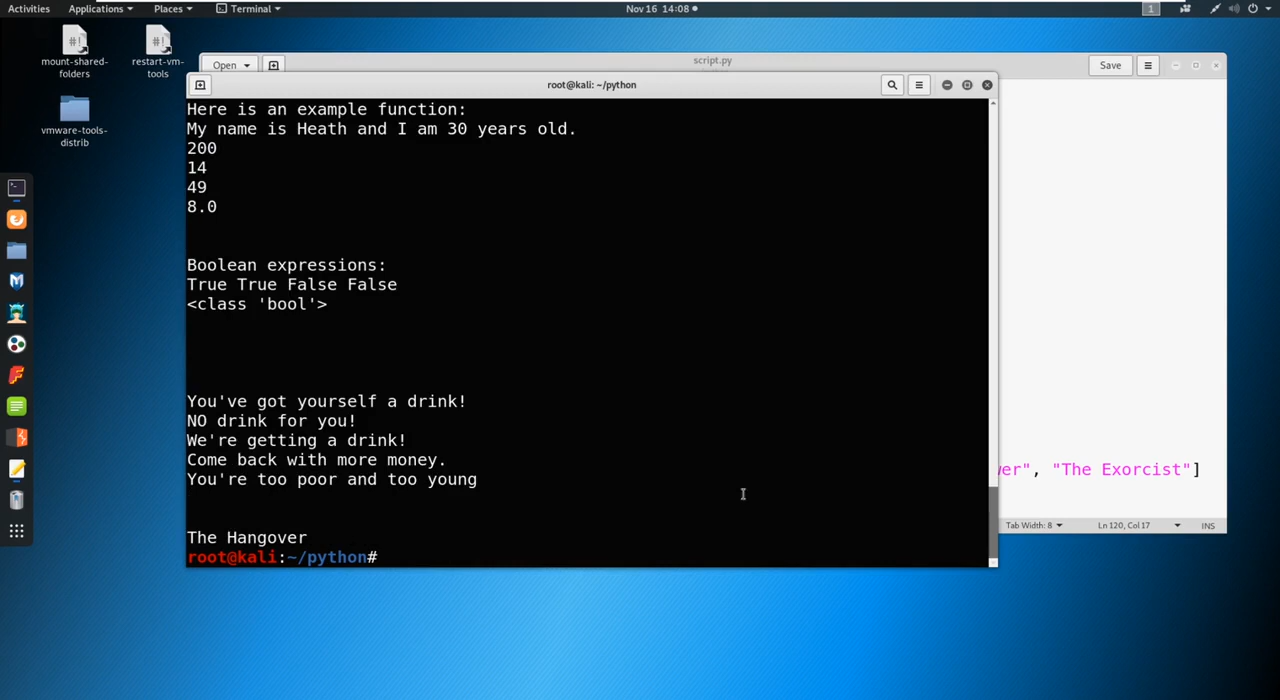 Activities Applications Places Terminal Nov 16 14:08 1
mount-shared-folders
restart-vm-tools
vmware-tools-distrib
Open script.py Save
root@kali: ~/python
Here is an example function:
My name is Heath and I am 30 years old.
200
14
49
8.0
Boolean expressions:
True True False False
<class 'bool'>
You've got yourself a drink!
NO drink for you!
We're getting a drink!
Come back with more money.
You're too poor and too young
The Hangover
root@kali:~/python#
er", "The Exorcist"]
Tab Width: 8 Ln 120, Col 17 INS